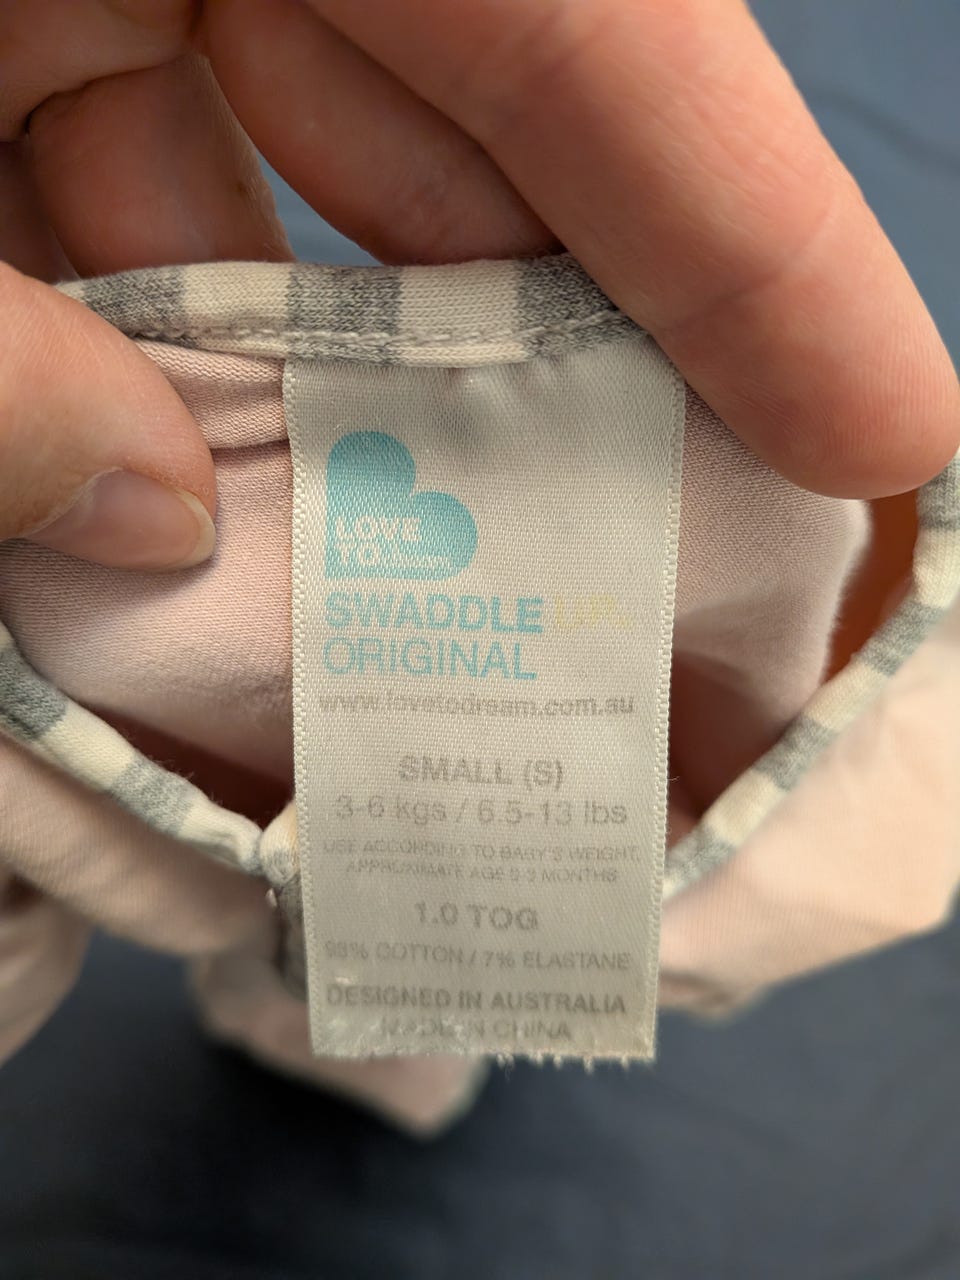 LOVE
TO
SWADDLE UP
ORIGINAL
www.lovetodream.com.au
SMALL (S)
3-6 kgs / 6.5-13 lbs
USE ACCORDING TO BABY'S WEIGHT.
APPROXIMATE AGE 0-3 MONTHS
1.0 TOG
93% COTTON / 7% ELASTANE
DESIGNED IN AUSTRALIA
MADE IN CHINA